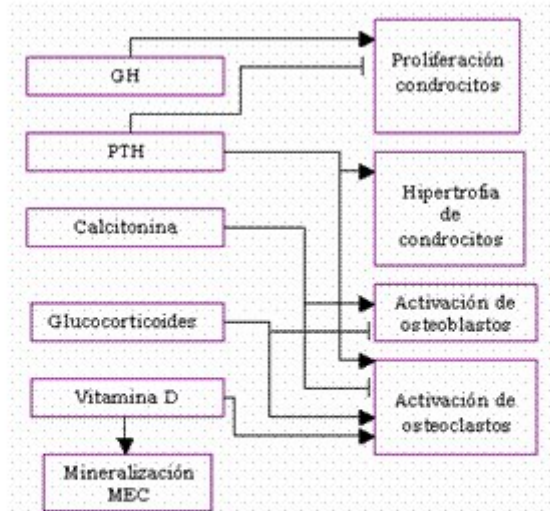 GH
PTH
Calcitonina
Glucocorticoides
Vitamina D
Mineralización
MEC
Proliferación
condrocitos
Hipertrofia
de
condrocitos
Activación de
osteoblastos
Activación de
osteoclastos